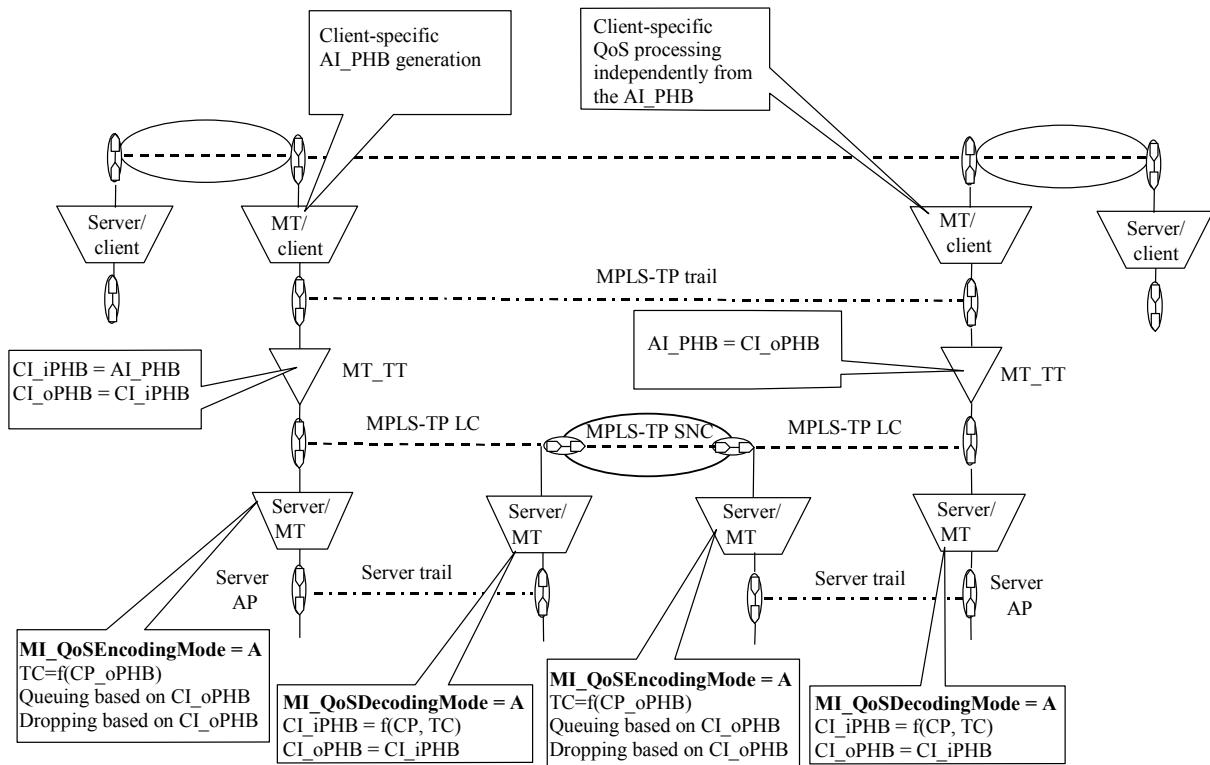 Client-specific
AI_PHB generation
Client-specific
QoS processing
independently from
the AI_PHB
Server/
client
MT/
client
MT/
client
Server/
client
MPLS-TP trail
CI_iPHB = AI_PHB
CI_oPHB = CI_iPHB
MT_TT
AI_PHB = CI_oPHB
MT_TT
MPLS-TP LC
MPLS-TP SNC
MPLS-TP LC
Server/
MT
Server/
MT
Server/
MT
Server/
MT
Server
AP
Server trail
Server trail
Server
AP
MI_QoSEncodingMode = A
TC=f(CP_oPHB)
Queuing based on CI_oPHB
Dropping based on CI_oPHB
MI_QoSDecodingMode = A
CI_iPHB = f(CP, TC)
CI_oPHB = CI_iPHB
MI_QoSEncodingMode = A
TC=f(CP_oPHB)
Queuing based on CI_oPHB
Dropping based on CI_oPHB
MI_QoSDecodingMode = A
CI_iPHB = f(CP, TC)
CI_oPHB = CI_iPHB